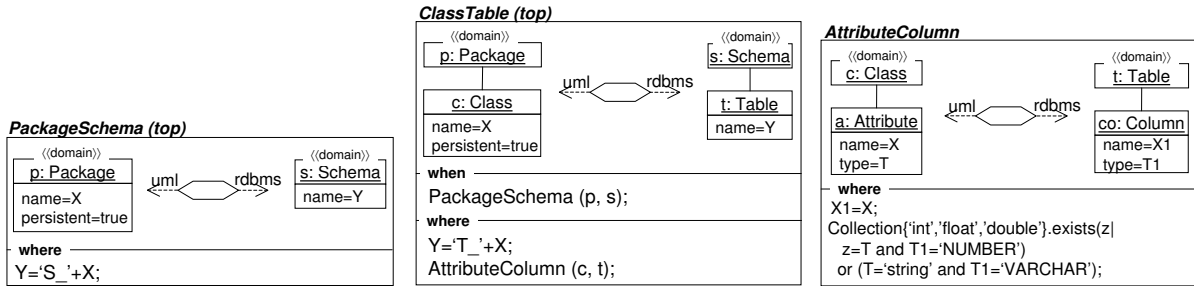 PackageSchema (top)
⟨⟨domain⟩⟩
p: Package
name=X
persistent=true
uml
rdbms
⟨⟨domain⟩⟩
s: Schema
name=Y
where
Y=‘S_’+X;
ClassTable (top)
⟨⟨domain⟩⟩
p: Package
c: Class
name=X
persistent=true
uml
rdbms
⟨⟨domain⟩⟩
s: Schema
t: Table
name=Y
when
PackageSchema (p, s);
where
Y=‘T_’+X;
AttributeColumn (c, t);
AttributeColumn
⟨⟨domain⟩⟩
c: Class
a: Attribute
name=X
type=T
uml
rdbms
⟨⟨domain⟩⟩
t: Table
co: Column
name=X1
type=T1
where
X1=X;
Collection{‘int’,‘float’,‘double’}.exists(z|
z=T and T1=‘NUMBER’)
or (T=‘string’ and T1=‘VARCHAR’);